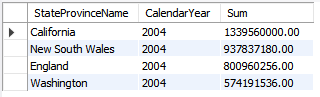 StateProvinceName CalendarYear Sum
California 2004 1339560000.00
New South Wales 2004 937837180.00
England 2004 800960256.00
Washington 2004 574191536.00